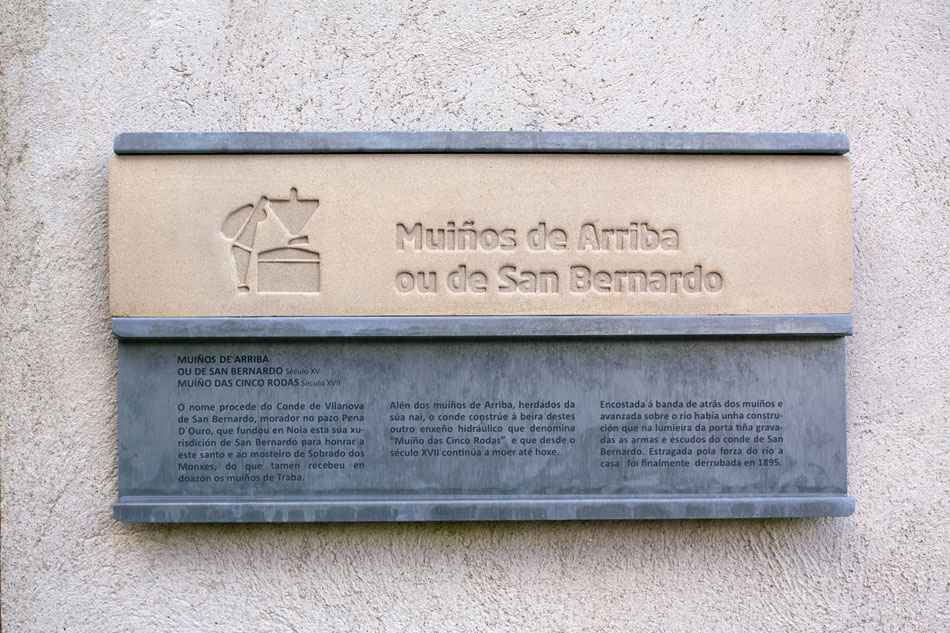 Muiños de Arriba
ou de San Bernardo
MUIÑOS DE ARRIBA
OU DE SAN BERNARDO Século XV
MUIÑO DAS CINCO RODAS Século XVII
O nome procede do Conde de Vilanova
de San Bernardo, morador no pazo Pena
D´Ouro, que fundou en Noia esta súa xu-
risdición de San Bernardo para honrar a
este santo e ao mosteiro de Sobrado dos
Monxes, do que tamén recebeu en
doazón os muiños de Traba.
Alén dos muiños de Arriba, herdados da
súa nai, o conde constrúe á beira destes
outro enxeño hidráulico que denomina
“Muiño das Cinco Rodas” e que desde o
século XVII continúa a moer até hoxe.
Encostada á banda de atrás dos muiños e
avanzada sobre o río había unha constru-
ción que na lumieira da porta tiña grava-
das as armas e escudos do conde de San
Bernardo. Estragada pola forza do río a
casa foi finalmente derrubada en 1895.